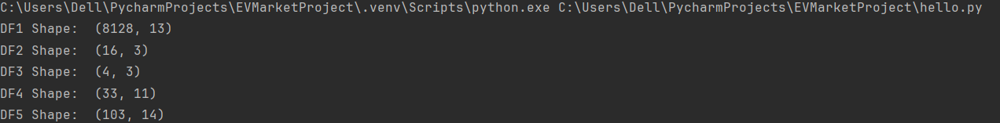 C:\Users\Dell\PycharmProjects\EVMarketProject\.venv\Scripts\python.exe C:\Users\Dell\PycharmProjects\EVMarketProject\hello.py
DF1 Shape:  (8128, 13)
DF2 Shape:  (16, 3)
DF3 Shape:  (4, 3)
DF4 Shape:  (33, 11)
DF5 Shape:  (103, 14)